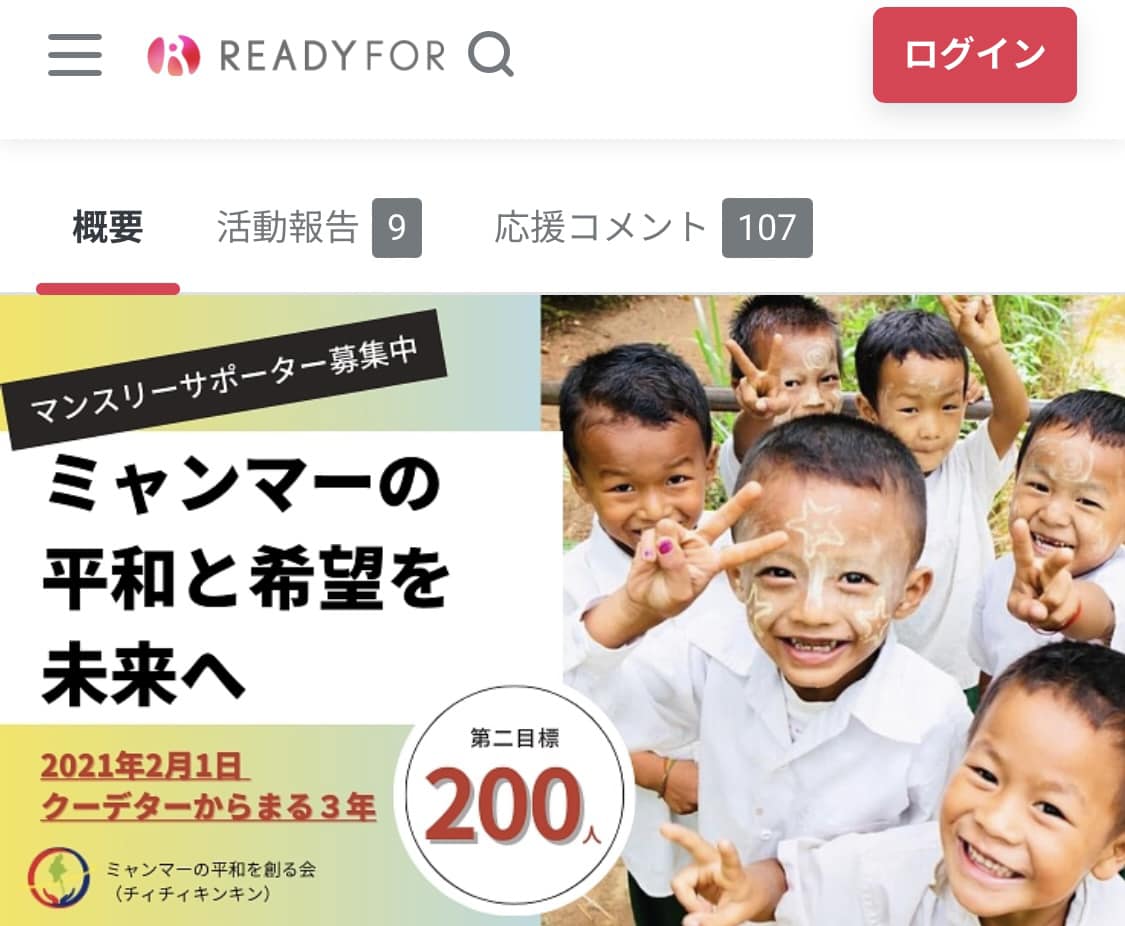 READYFOR
ログイン
概要
活動報告 9
応援コメント 107
マンスリーサポーター募集中
ミャンマーの
平和と希望を
未来へ
2021年2月1日
クーデターからまる３年
第二目標
200人
ミャンマーの平和を創る会
（チィチィキンキン）